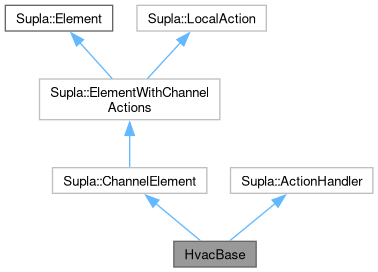 Supla::Element
Supla::LocalAction
Supla::ElementWithChannel
Actions
Supla::ChannelElement
Supla::ActionHandler
HvacBase